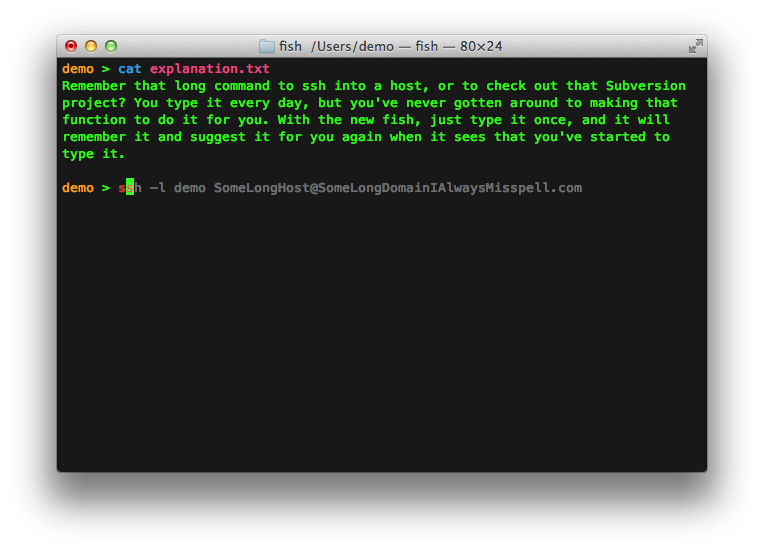 fish /Users/demo — fish — 80×24
demo > cat explanation.txt
Remember that long command to ssh into a host, or to check out that Subversion
project? You type it every day, but you've never gotten around to making that
function to do it for you. With the new fish, just type it once, and it will
remember it and suggest it for you again when it sees that you've started to
type it.
demo > ssh -l demo SomeLongHost@SomeLongDomainIAlwaysMisspell.com